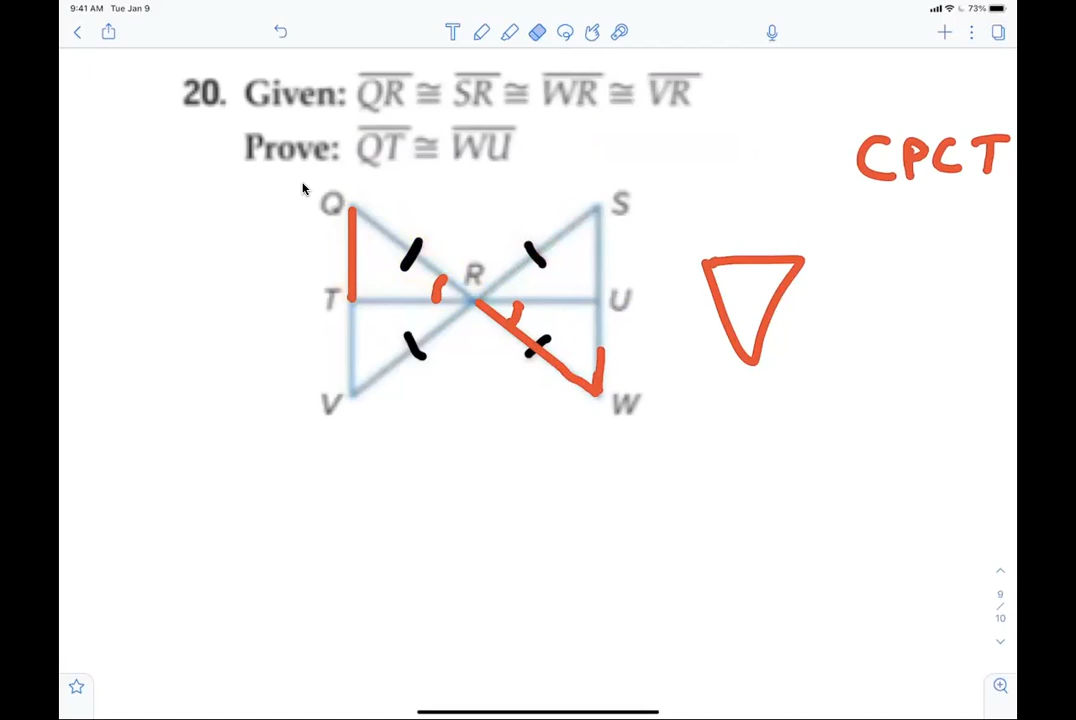 9:41 AM Tue Jan 9
73%
20. Given: QR ≅ SR ≅ WR ≅ VR
Prove: QT ≅ WU
CPCT
Q
S
R
T
U
V
W
9
/
10